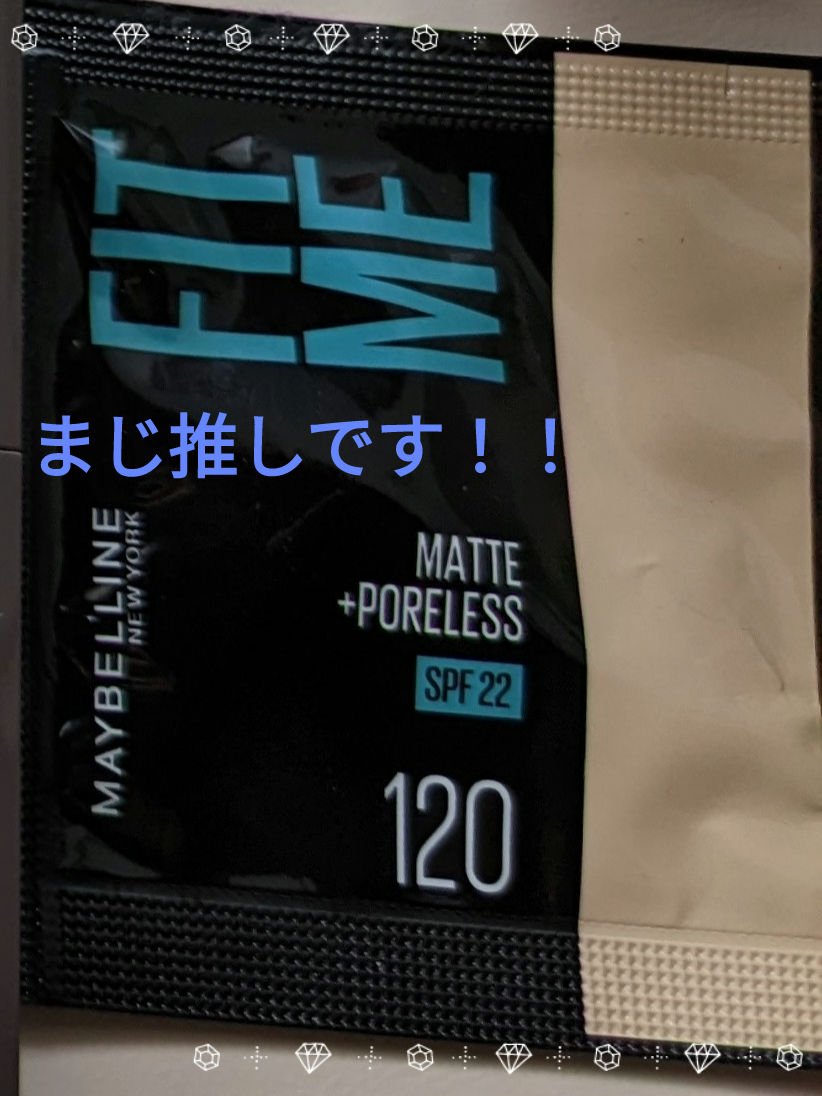 FIT
ME
まじ推しです！！
MAYBELLINE
NEW YORK
MATTE
+PORELESS
SPF 22
120